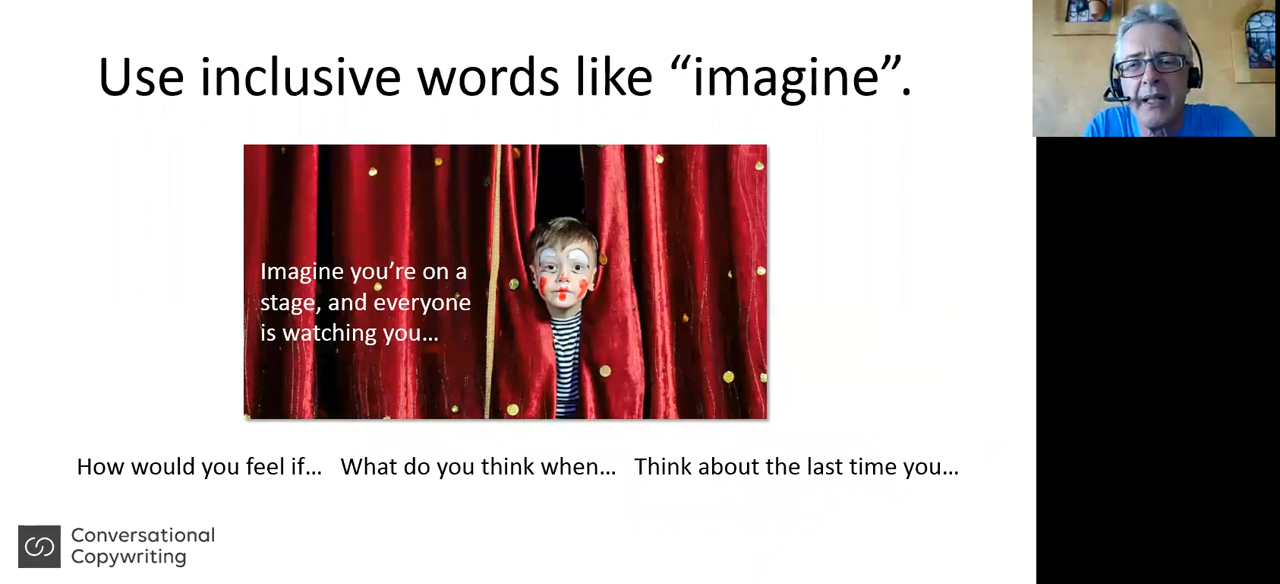 Use inclusive words like “imagine”.
Imagine you’re on a
stage, and everyone
is watching you…
How would you feel if… What do you think when… Think about the last time you…
Conversational
Copywriting